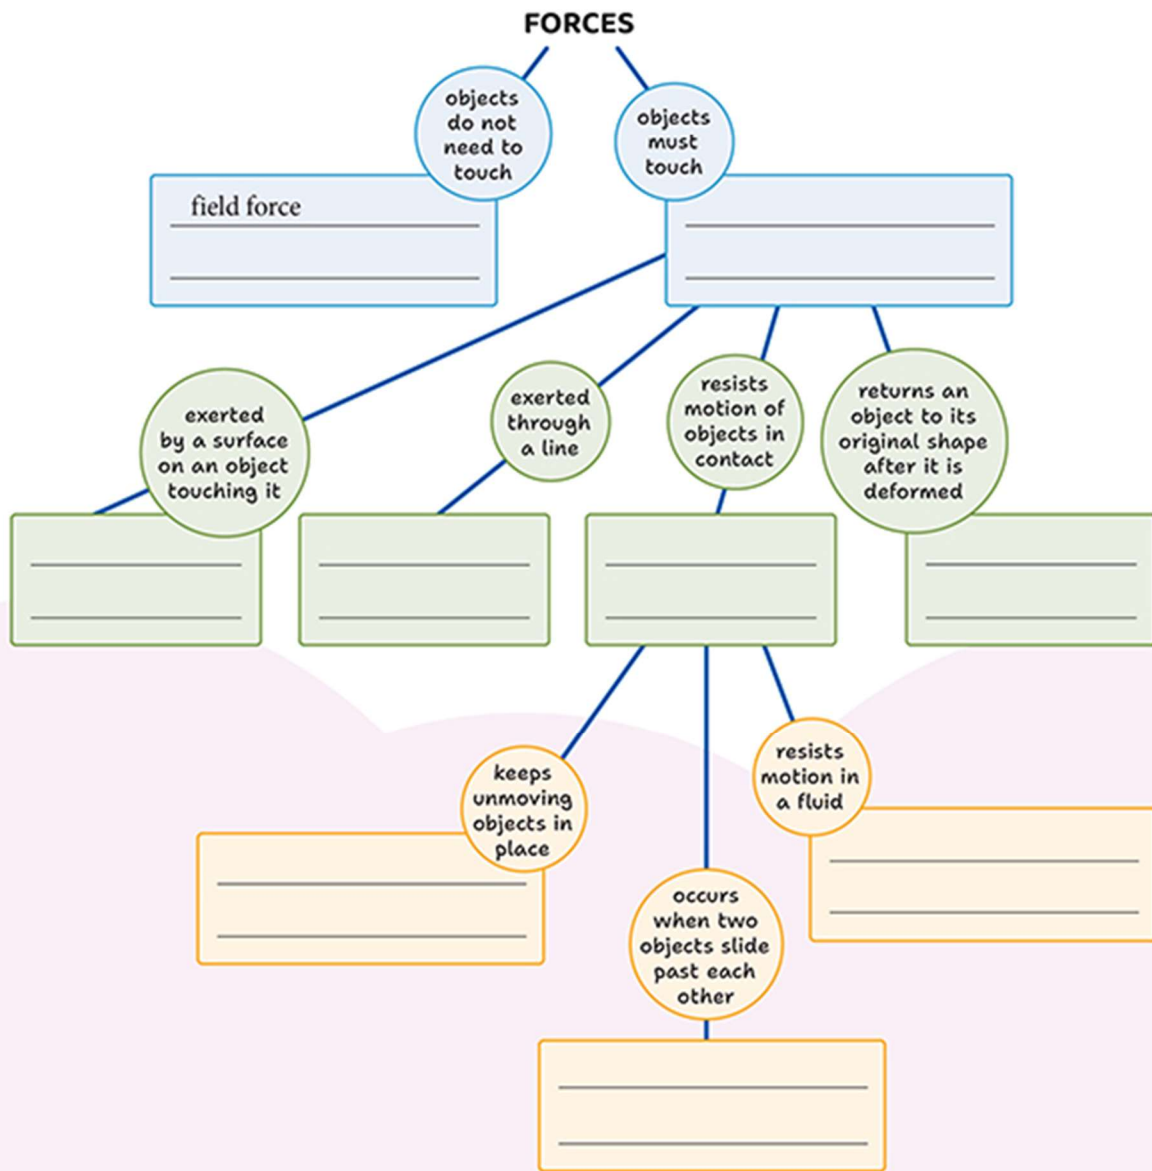 FORCES
objects
do not
need to
touch
objects
must
touch
field force
exerted
by a surface
on an object
touching it
exerted
through
a line
resists
motion of
objects in
contact
returns an
object to its
original shape
after it is
deformed
keeps
unmoving
objects in
place
occurs
when two
objects slide
past each
other
resists
motion in
a fluid